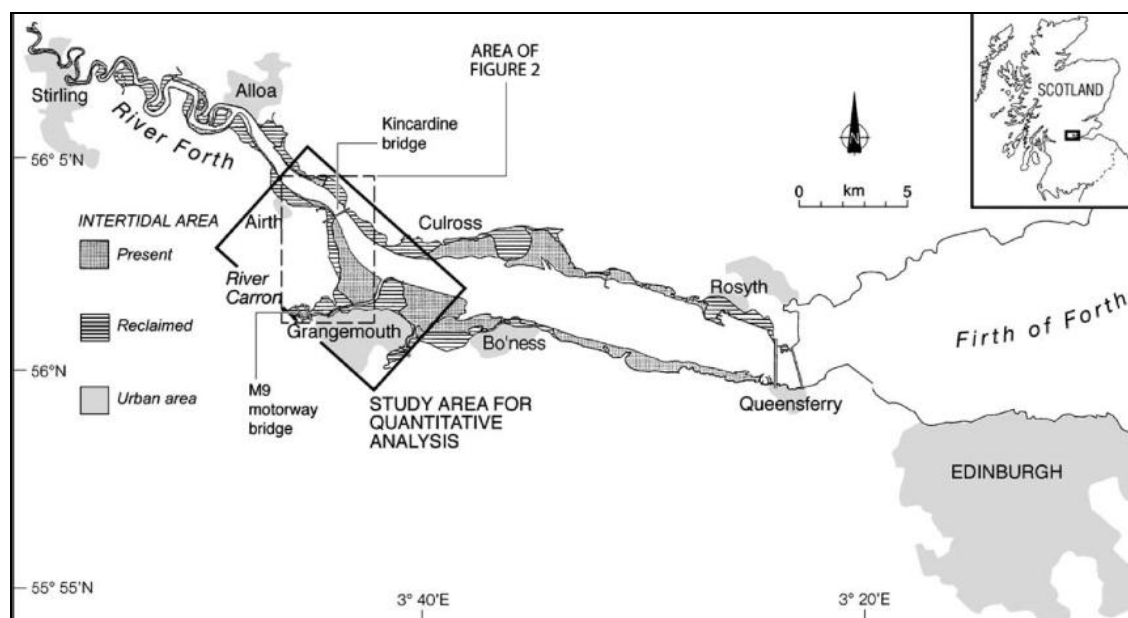 AREA OF
FIGURE 2
SCOTLAND
Stirling
Alloa
River Forth
Kincardine
bridge
56° 5'N
0 km 5
INTERTIDAL AREA
Present
Reclaimed
Urban area
Airth
Culross
River
Carron
Rosyth
Firth of Forth
Grangemouth
Bo'ness
56° N
M9
motorway
bridge
STUDY AREA FOR
QUANTITATIVE
ANALYSIS
Queensferry
EDINBURGH
55° 55'N
3° 40'E
3° 20'E